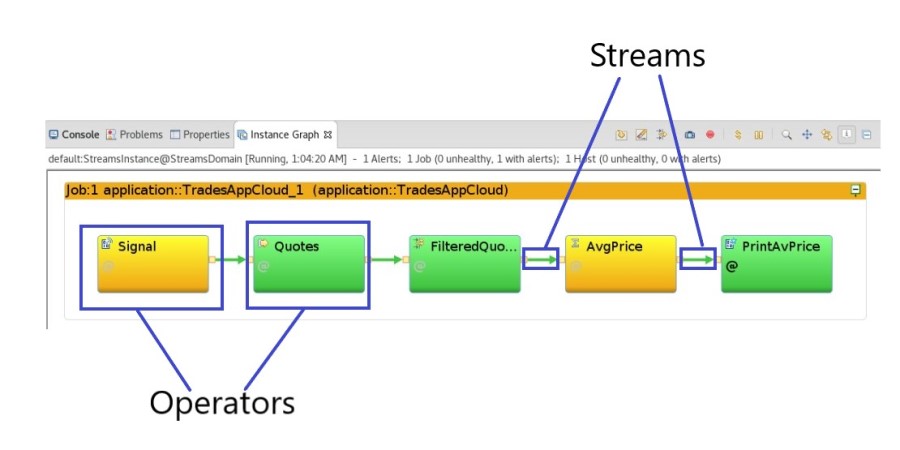 Streams
Console Problems Properties Instance Graph
default:StreamsInstance@StreamsDomain [Running, 1:04:20 AM] - 1 Alerts; 1 Job (0 unhealthy, 1 with alerts); 1 Host (0 unhealthy, 0 with alerts)
Job:1 application::TradesAppCloud_1 (application::TradesAppCloud)
Signal Quotes FilteredQuo... AvgPrice PrintAvPrice
@ @ @ @ @
Operators